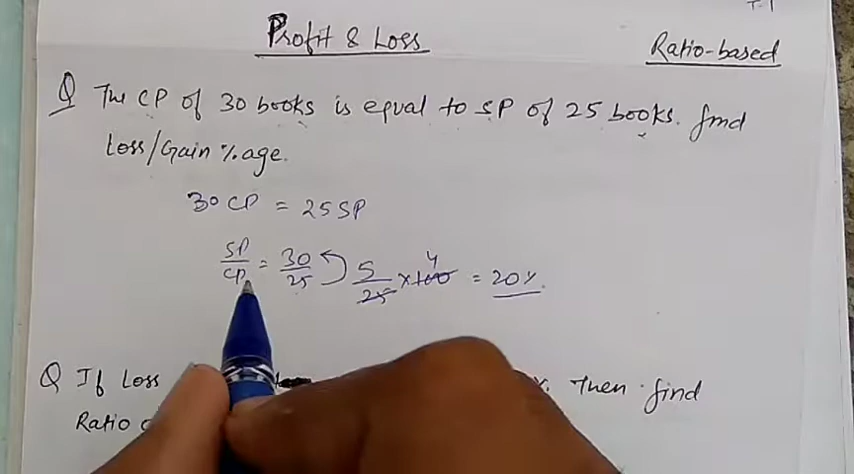 T-1
Profit & Loss
Ratio-based
Q The CP of 30 books is equal to SP of 25 books. find
Loss/Gain %age.
30 CP = 25 SP
SP/CP = 30/25 5/25 × 100 4 = 20%.
Q If Loss %. Then find
Ratio